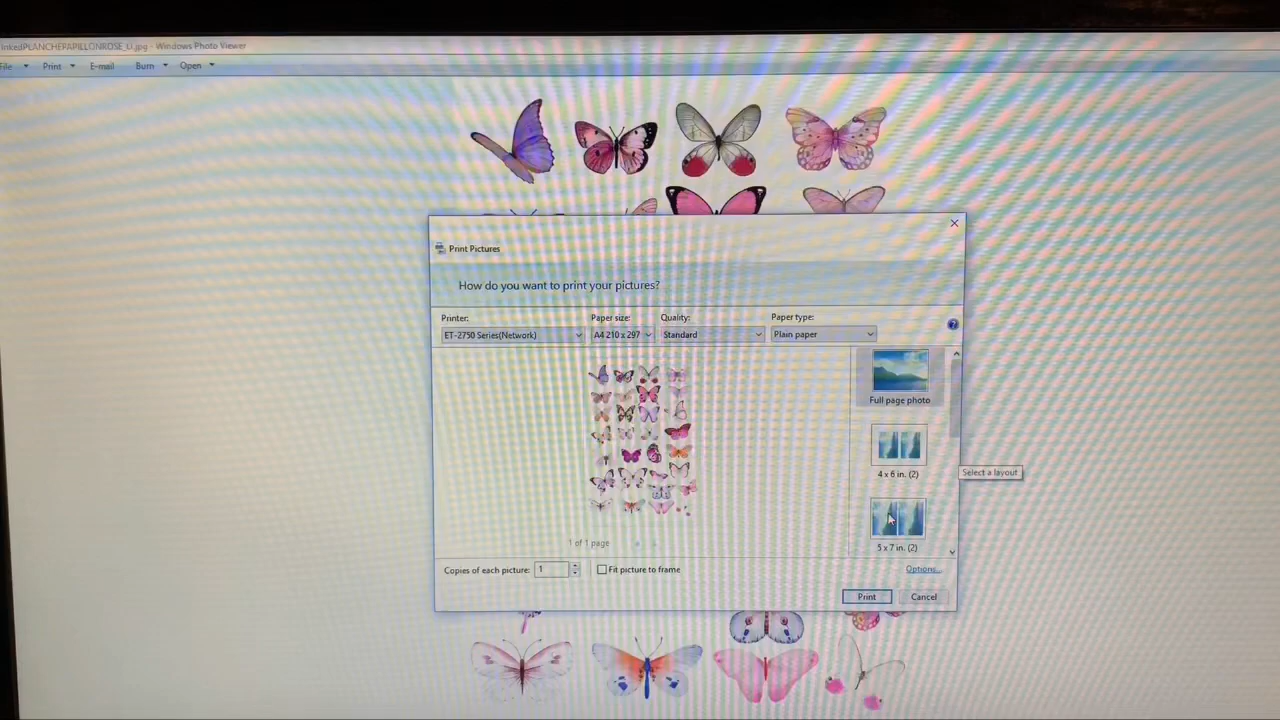 InkedPLANCHEPAPILLONROSE_LI.jpg - Windows Photo Viewer
File Print E-mail Burn Open
Print Pictures
How do you want to print your pictures?
Printer: Paper size: Quality: Paper type:
ET-2750 Series(Network) A4 210 x 297 Standard Plain paper
Full page photo
4 x 6 in. (2)
Select a layout
5 x 7 in. (2)
1 of 1 page
Copies of each picture: 1 Fit picture to frame Options...
Print Cancel